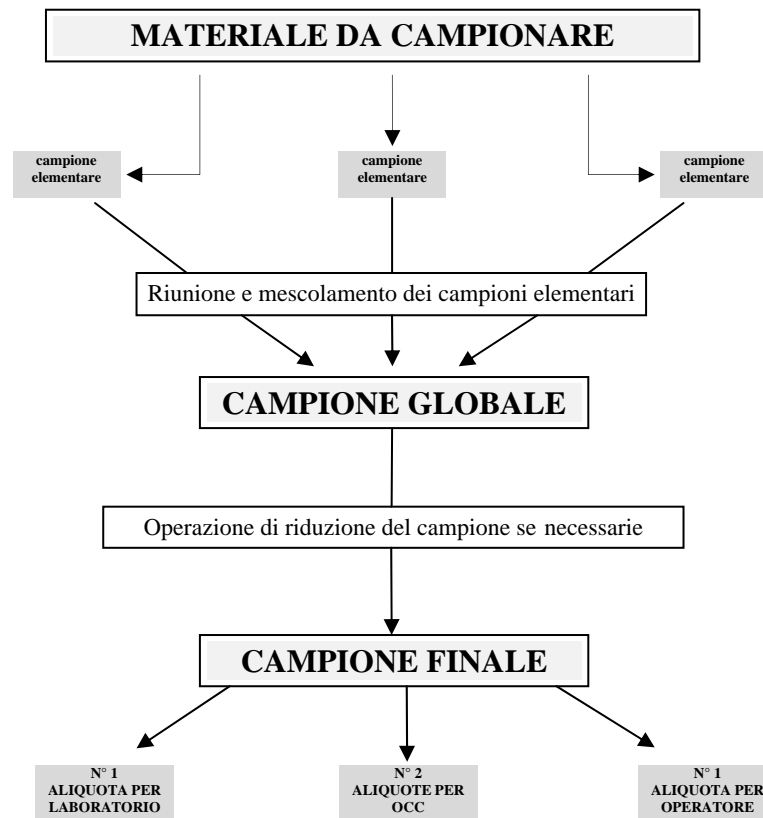 MATERIALE DA CAMPIONARE
campione
elementare
campione
elementare
campione
elementare
Riunione e mescolamento dei campioni elementari
CAMPIONE GLOBALE
Operazione di riduzione del campione se necessarie
CAMPIONE FINALE
N° 1
ALIQUOTA PER
LABORATORIO
N° 2
ALIQUOTE PER
OCC
N° 1
ALIQUOTA PER
OPERATORE